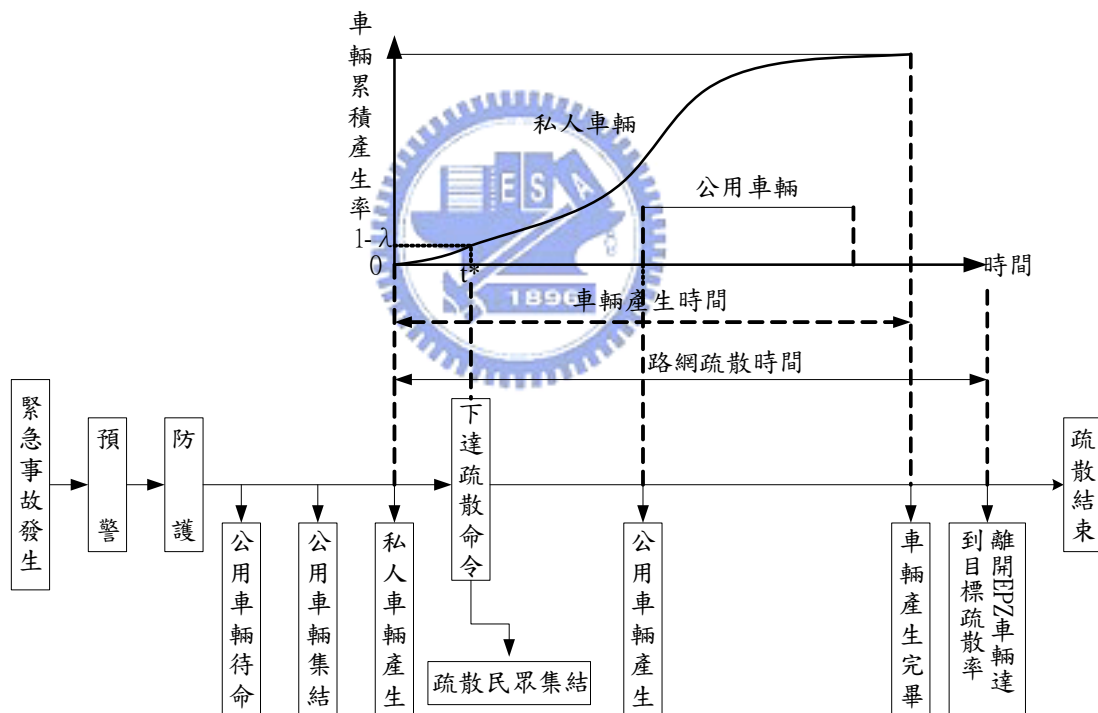 車輛累積產生率
私人車輛
公用車輛
1-λ
0
t*
時間
ESA
1896
車輛產生時間
路網疏散時間
緊急事故發生
預警
防護
下達疏散命令
疏散結束
公用車輛待命
公用車輛集結
私人車輛產生
疏散民眾集結
公用車輛產生
車輛產生完畢
離開EPZ車輛達
到目標疏散率